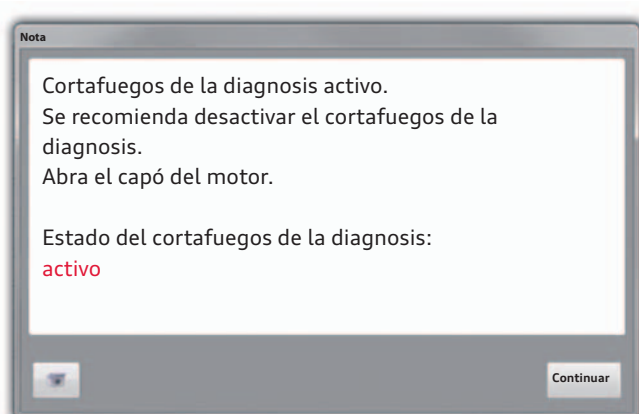 Nota
Cortafuegos de la diagnosis activo.
Se recomienda desactivar el cortafuegos de la
diagnosis.
Abra el capó del motor.
Estado del cortafuegos de la diagnosis:
activo
Continuar